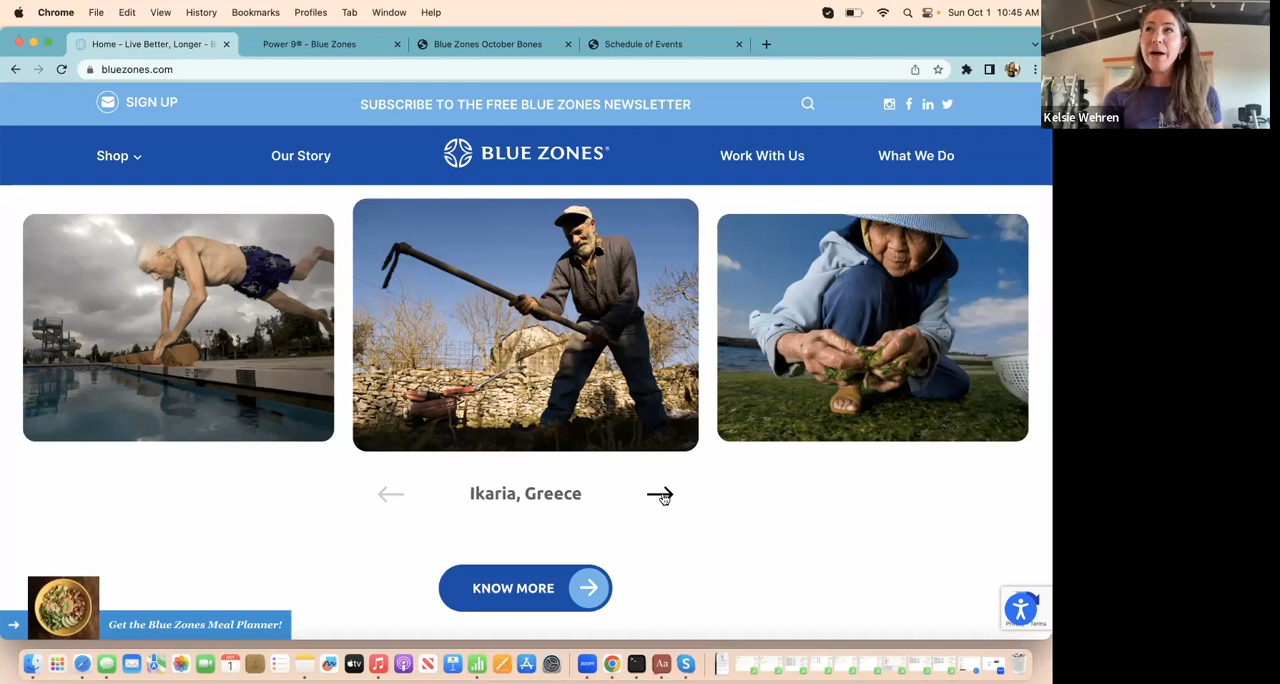 Chrome File Edit View History Bookmarks Profiles Tab Window Help Sun Oct 1 10:45 AM
Home - Live Better, Longer - B Power 9® - Blue Zones Blue Zones October Bones Schedule of Events
bluezones.com
Kelsie Wehren
SIGN UP SUBSCRIBE TO THE FREE BLUE ZONES NEWSLETTER
Shop Our Story BLUE ZONES® Work With Us What We Do
Ikaria, Greece
KNOW MORE
Get the Blue Zones Meal Planner!